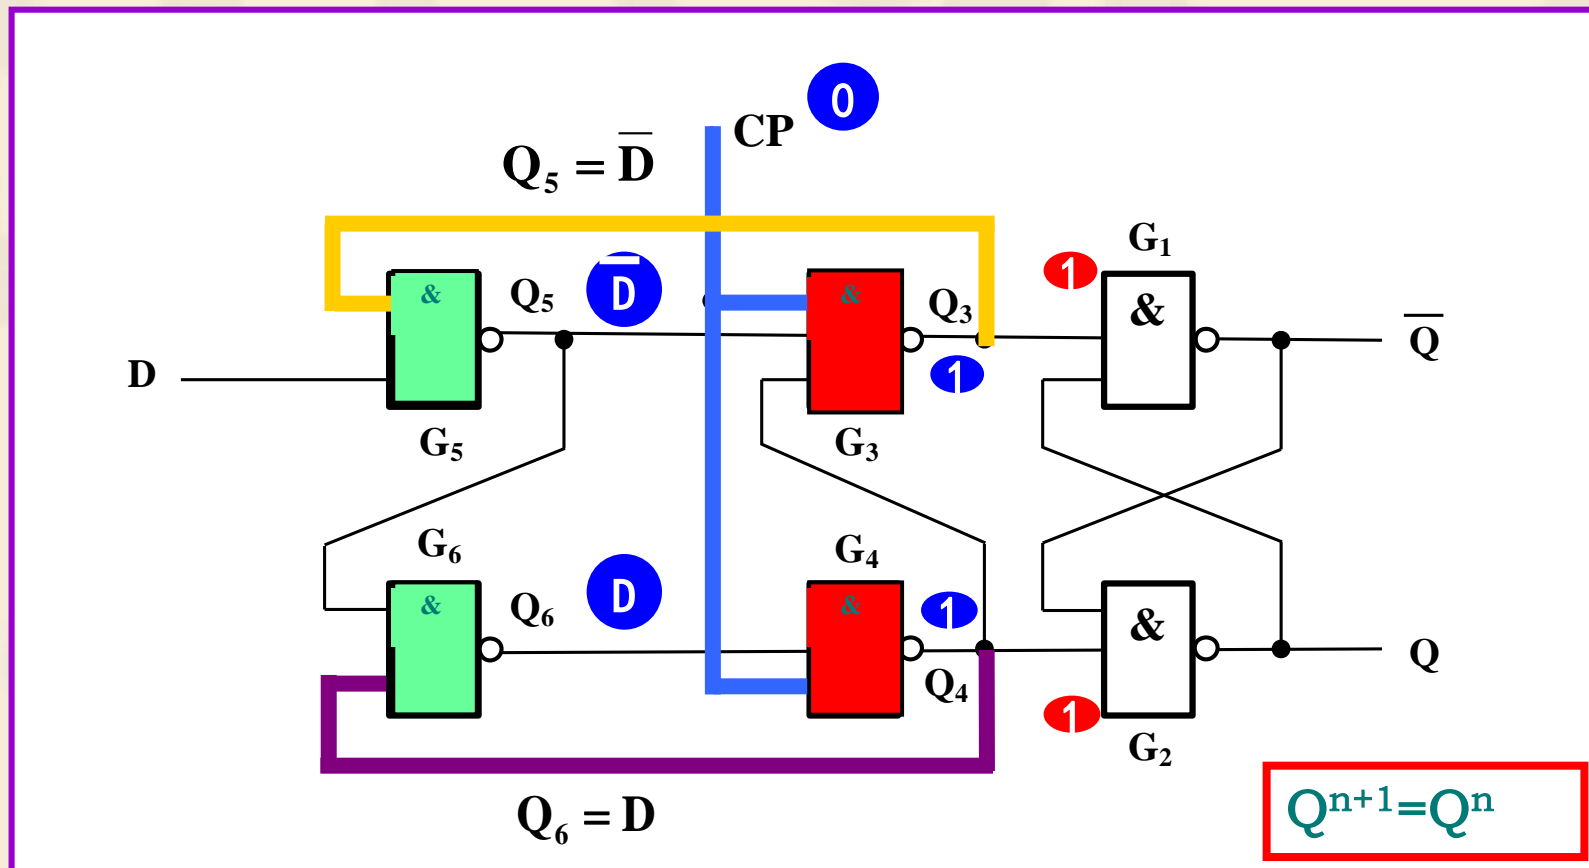 0
CP
Q₅ = D̅
G₁
1
&
Q₅
D̅
&
Q₃
&
Q̅
D
1
G₅
G₃
G₆
G₄
&
Q₆
D
&
1
&
Q
Q₄
1
G₂
Q₆ = D
Qⁿ⁺¹=Qⁿ